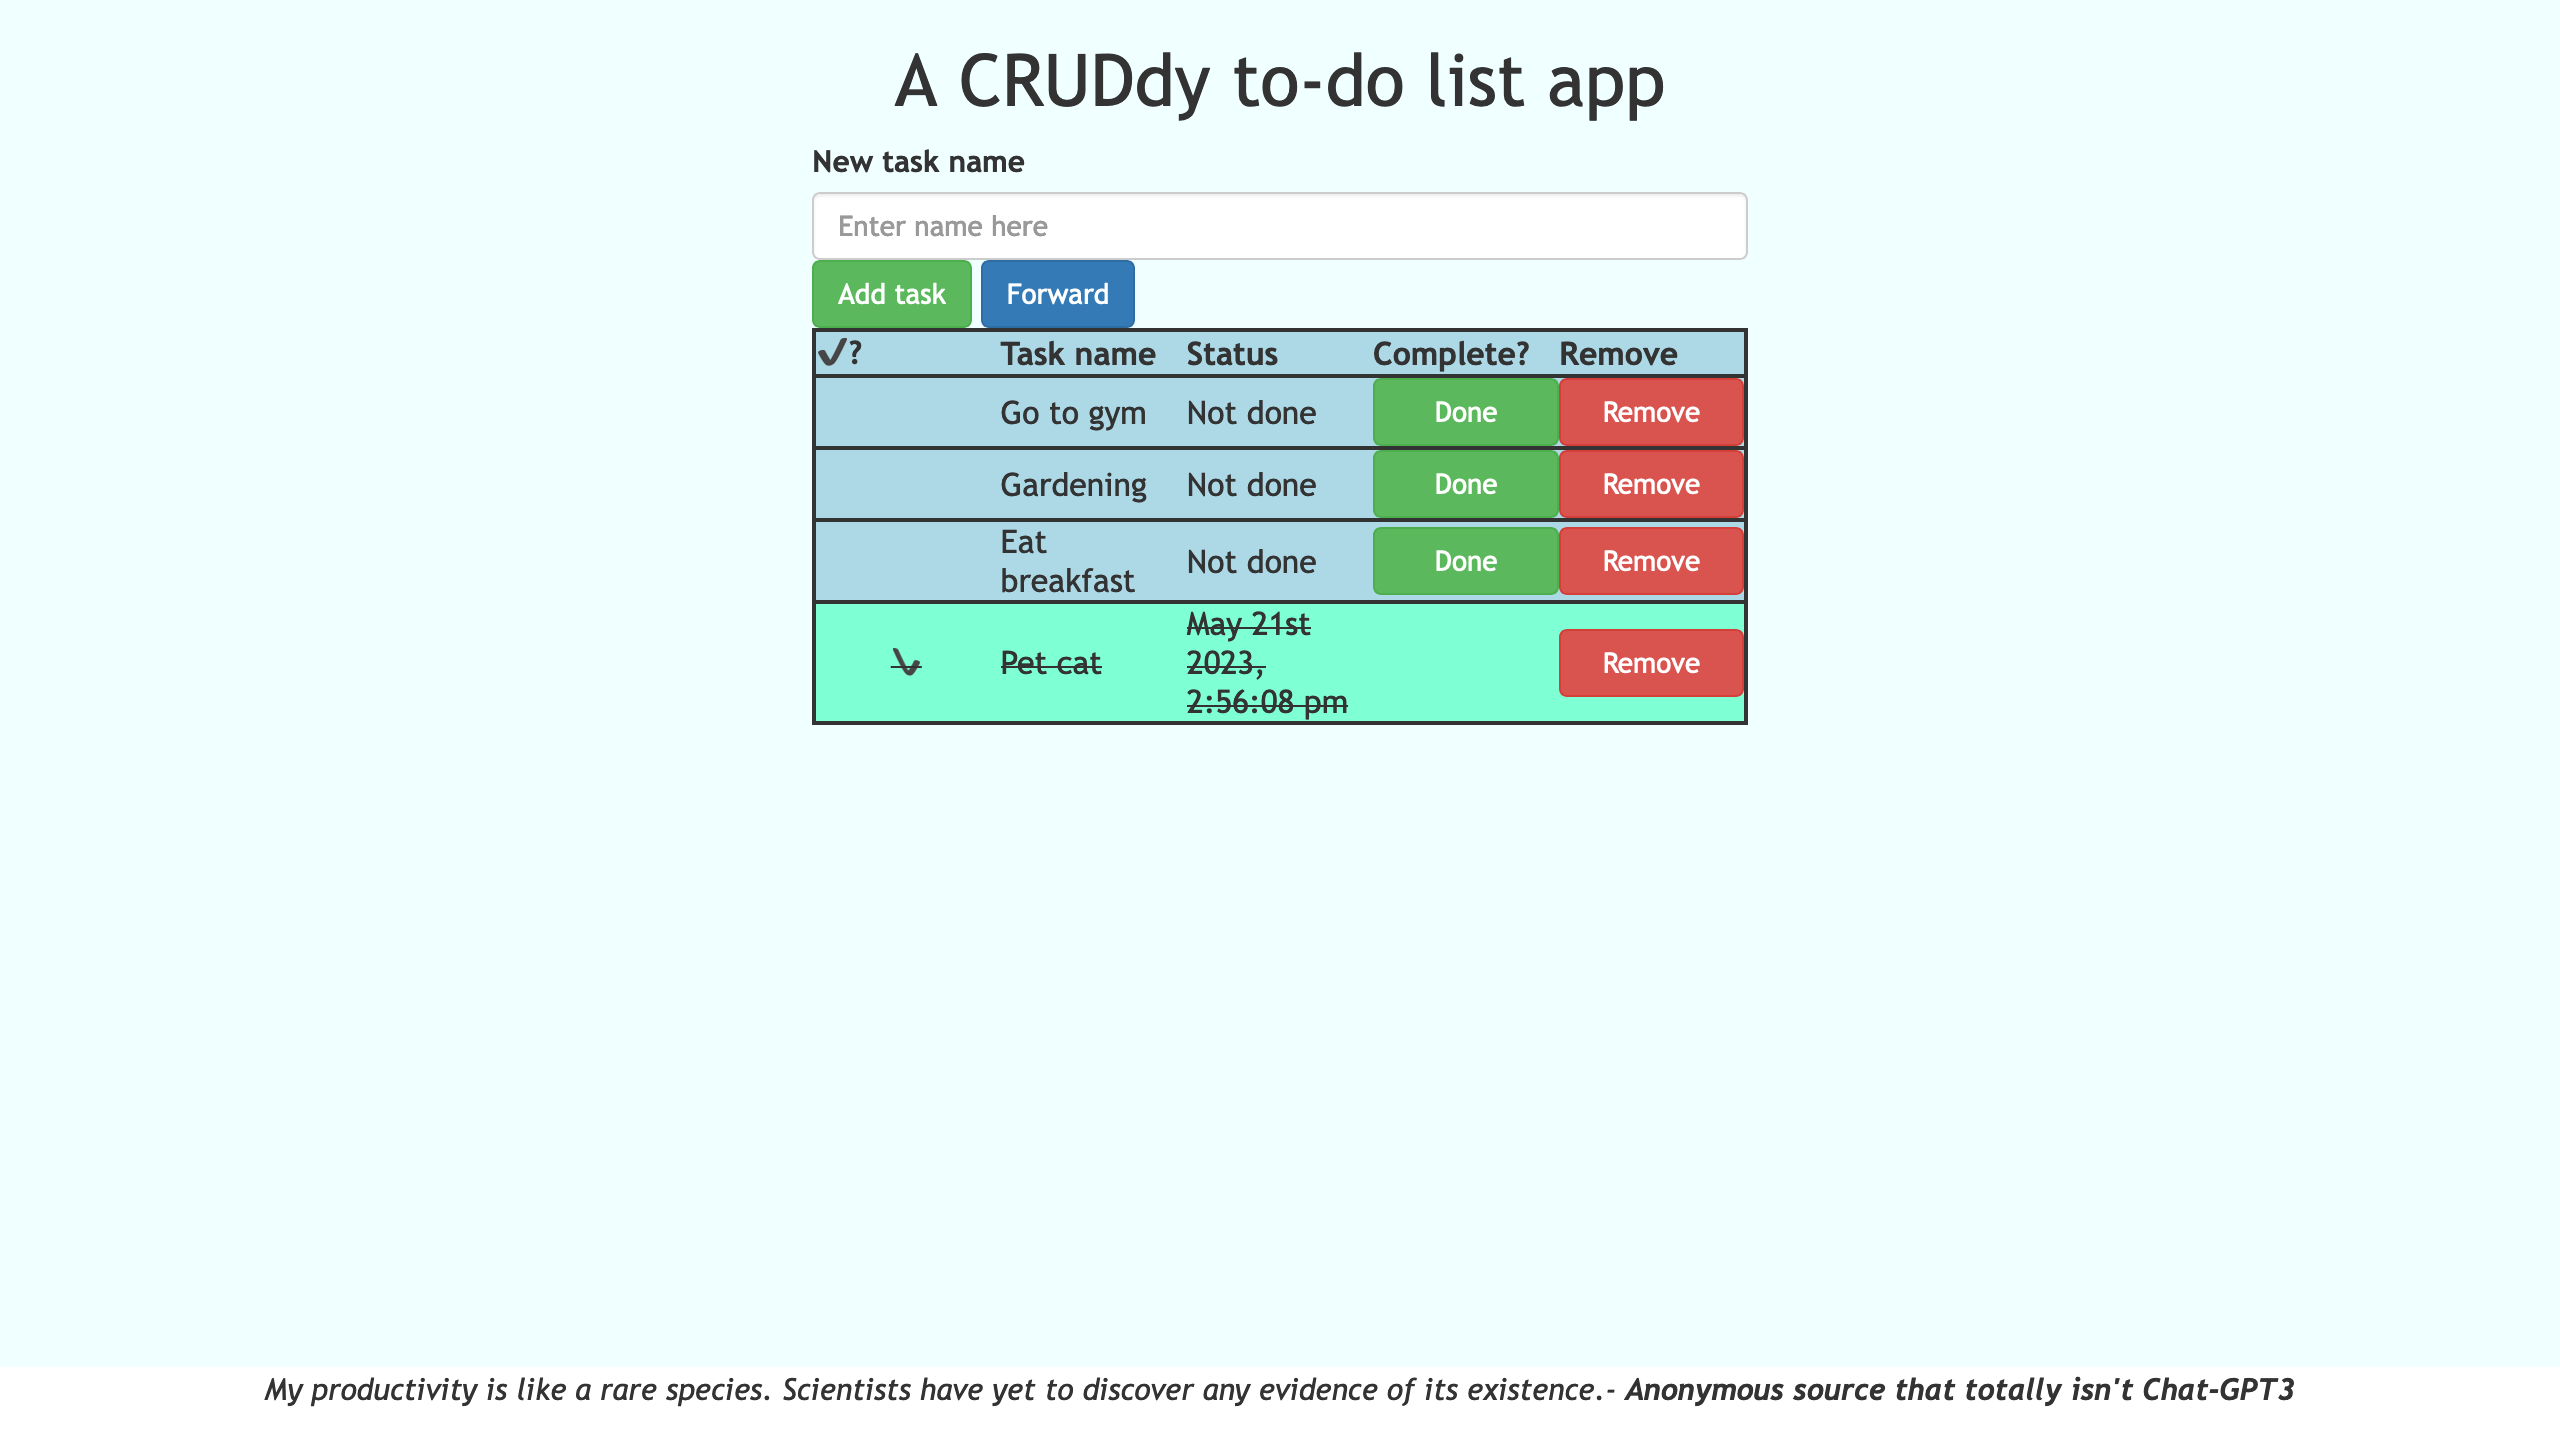 A CRUDdy to-do list app
New task name
Enter name here
Add task Forward
✔? Task name Status Complete? Remove
Go to gym Not done Done Remove
Gardening Not done Done Remove
Eat
breakfast Not done Done Remove
May 21st
✔ Pet cat 2023, Remove
2:56:08 pm
My productivity is like a rare species. Scientists have yet to discover any evidence of its existence.- Anonymous source that totally isn't Chat-GPT3